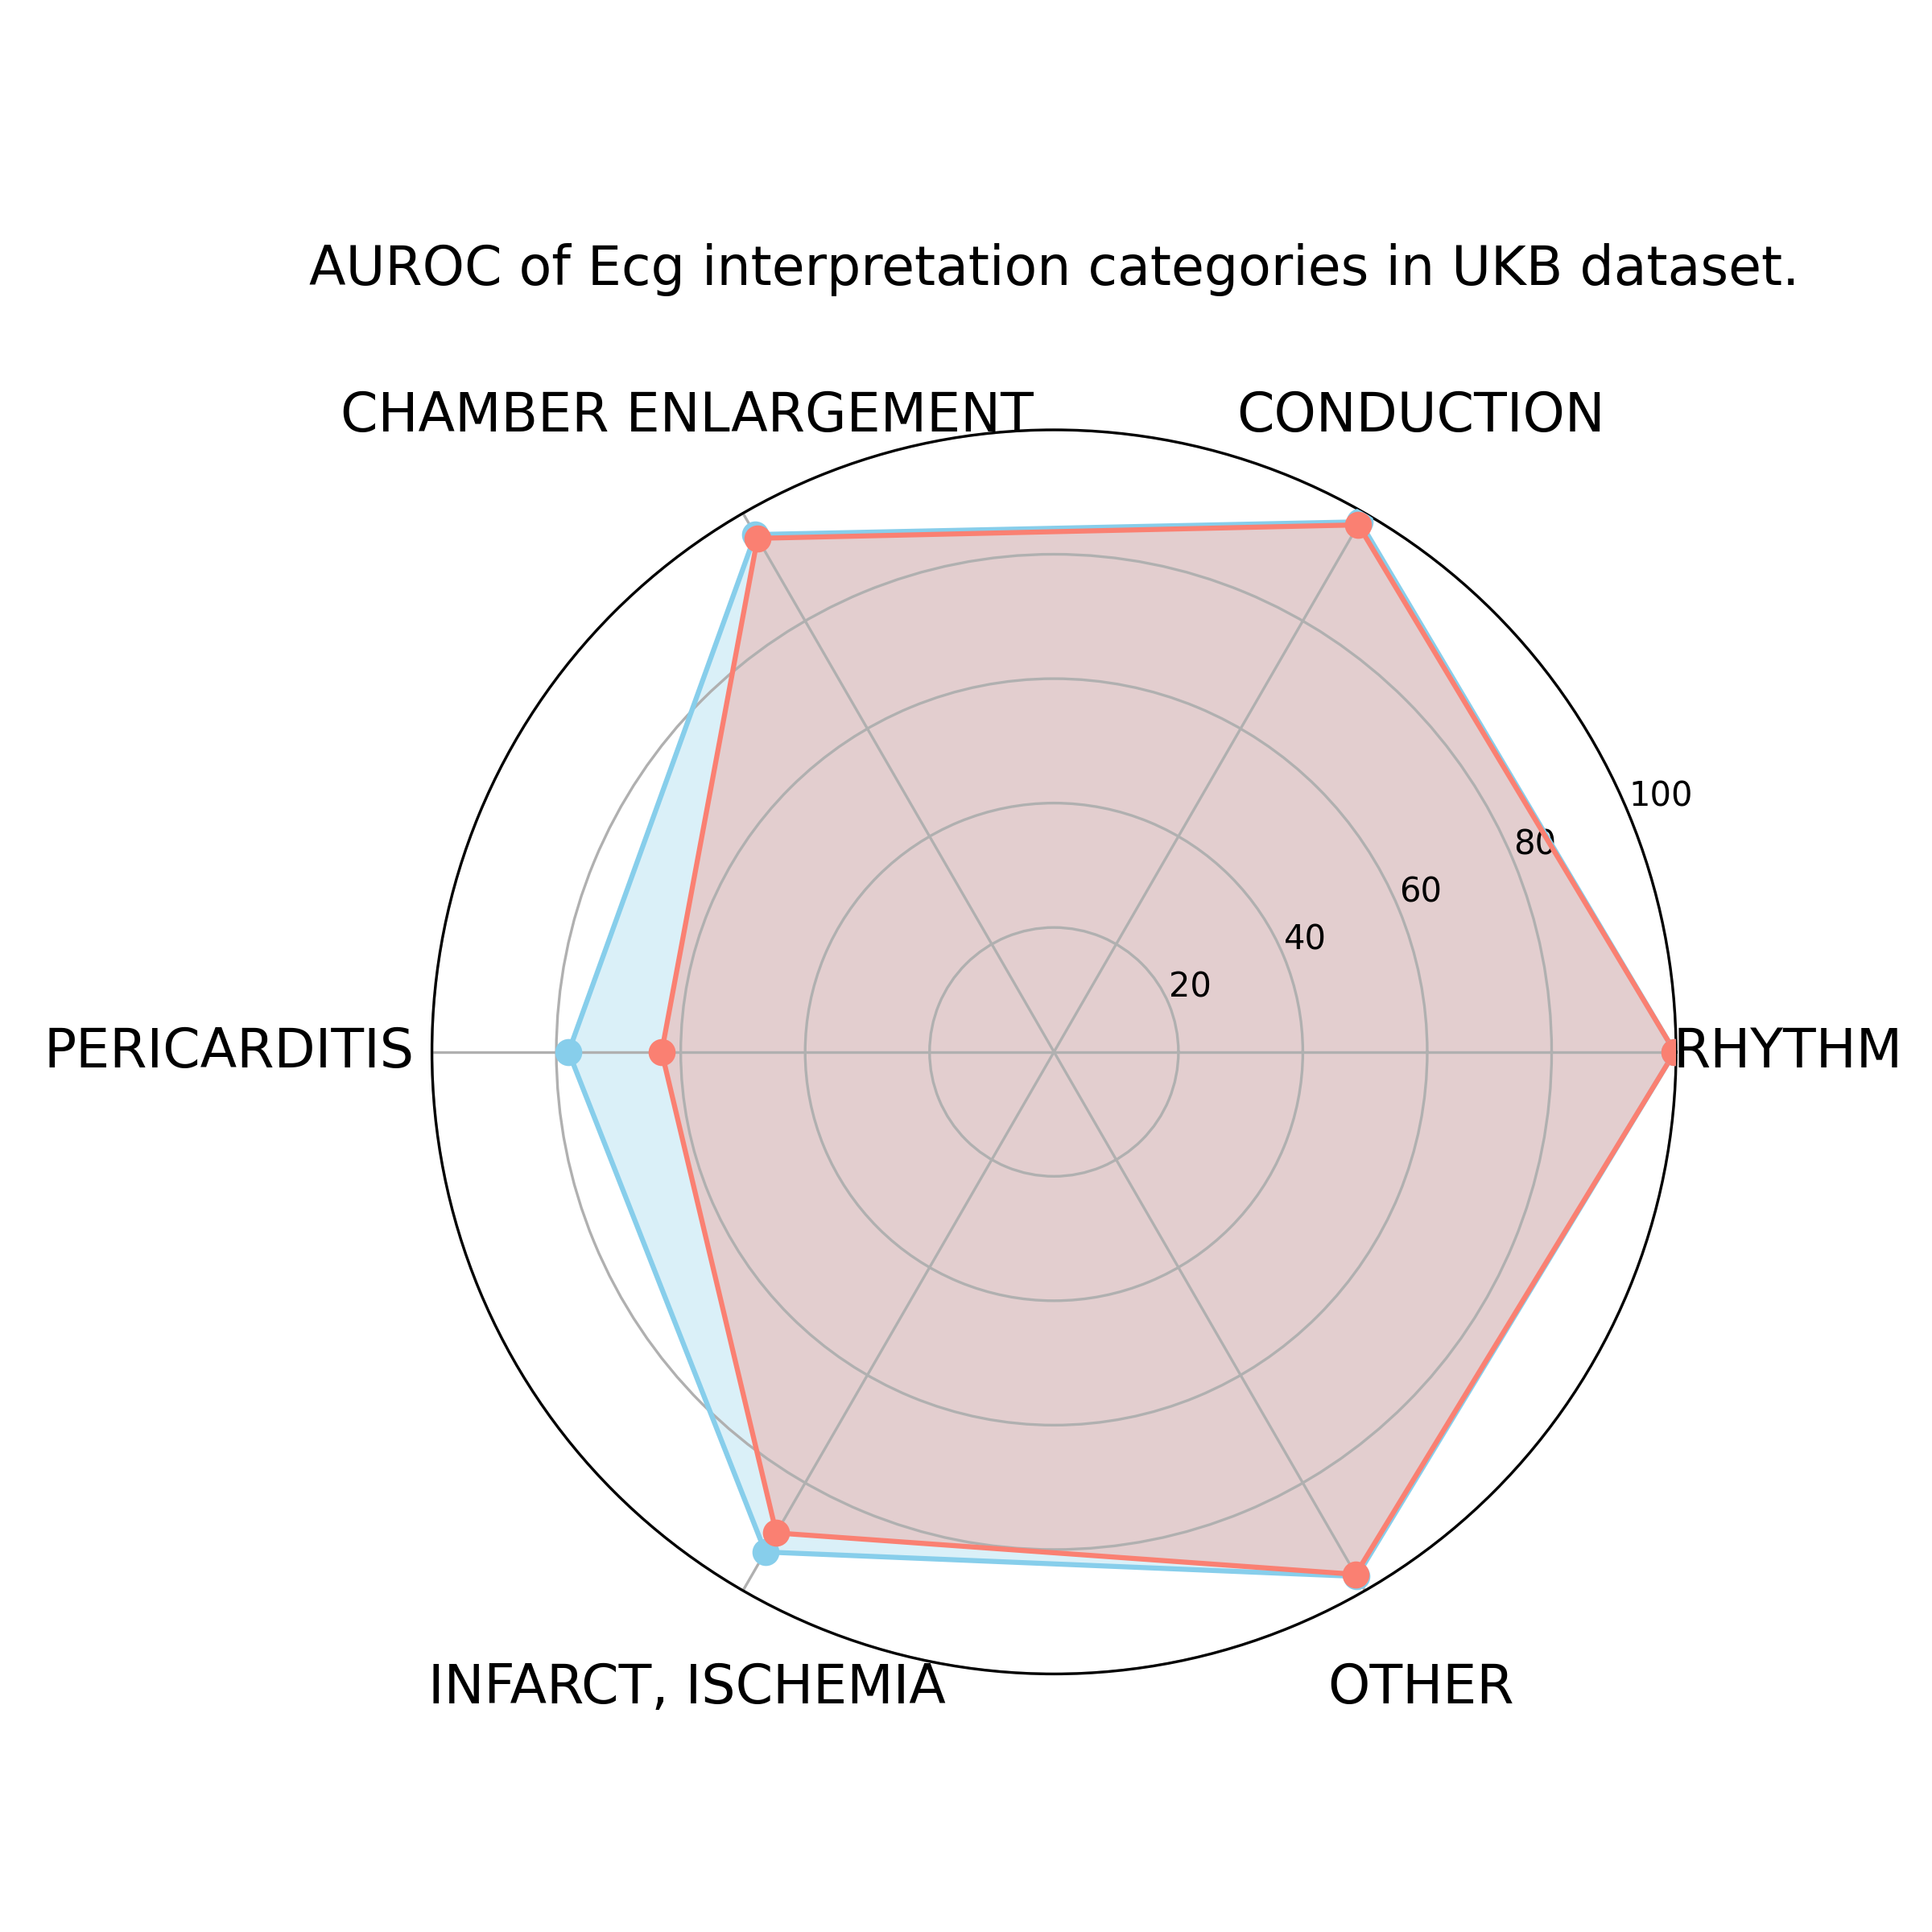 AUROC of Ecg interpretation categories in UKB dataset.
CHAMBER ENLARGEMENT
CONDUCTION
100
80
60
40
20
PERICARDITIS
RHYTHM
INFARCT, ISCHEMIA
OTHER